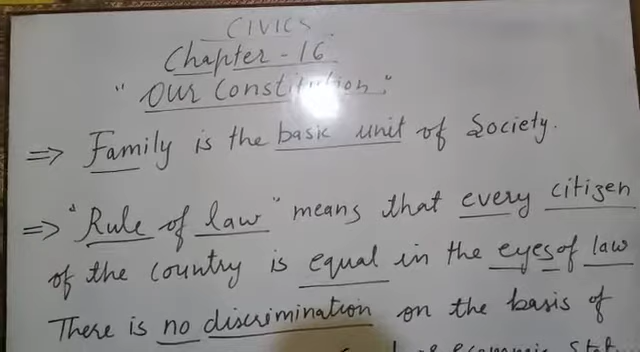 CIVICS
Chapter - 16
"Our Constitution."
⇒ Family is the basic unit of Society.
⇒ "Rule of law" means that every citizen
of the country is equal in the eyes of law
There is no discrimination on the basis of
economic